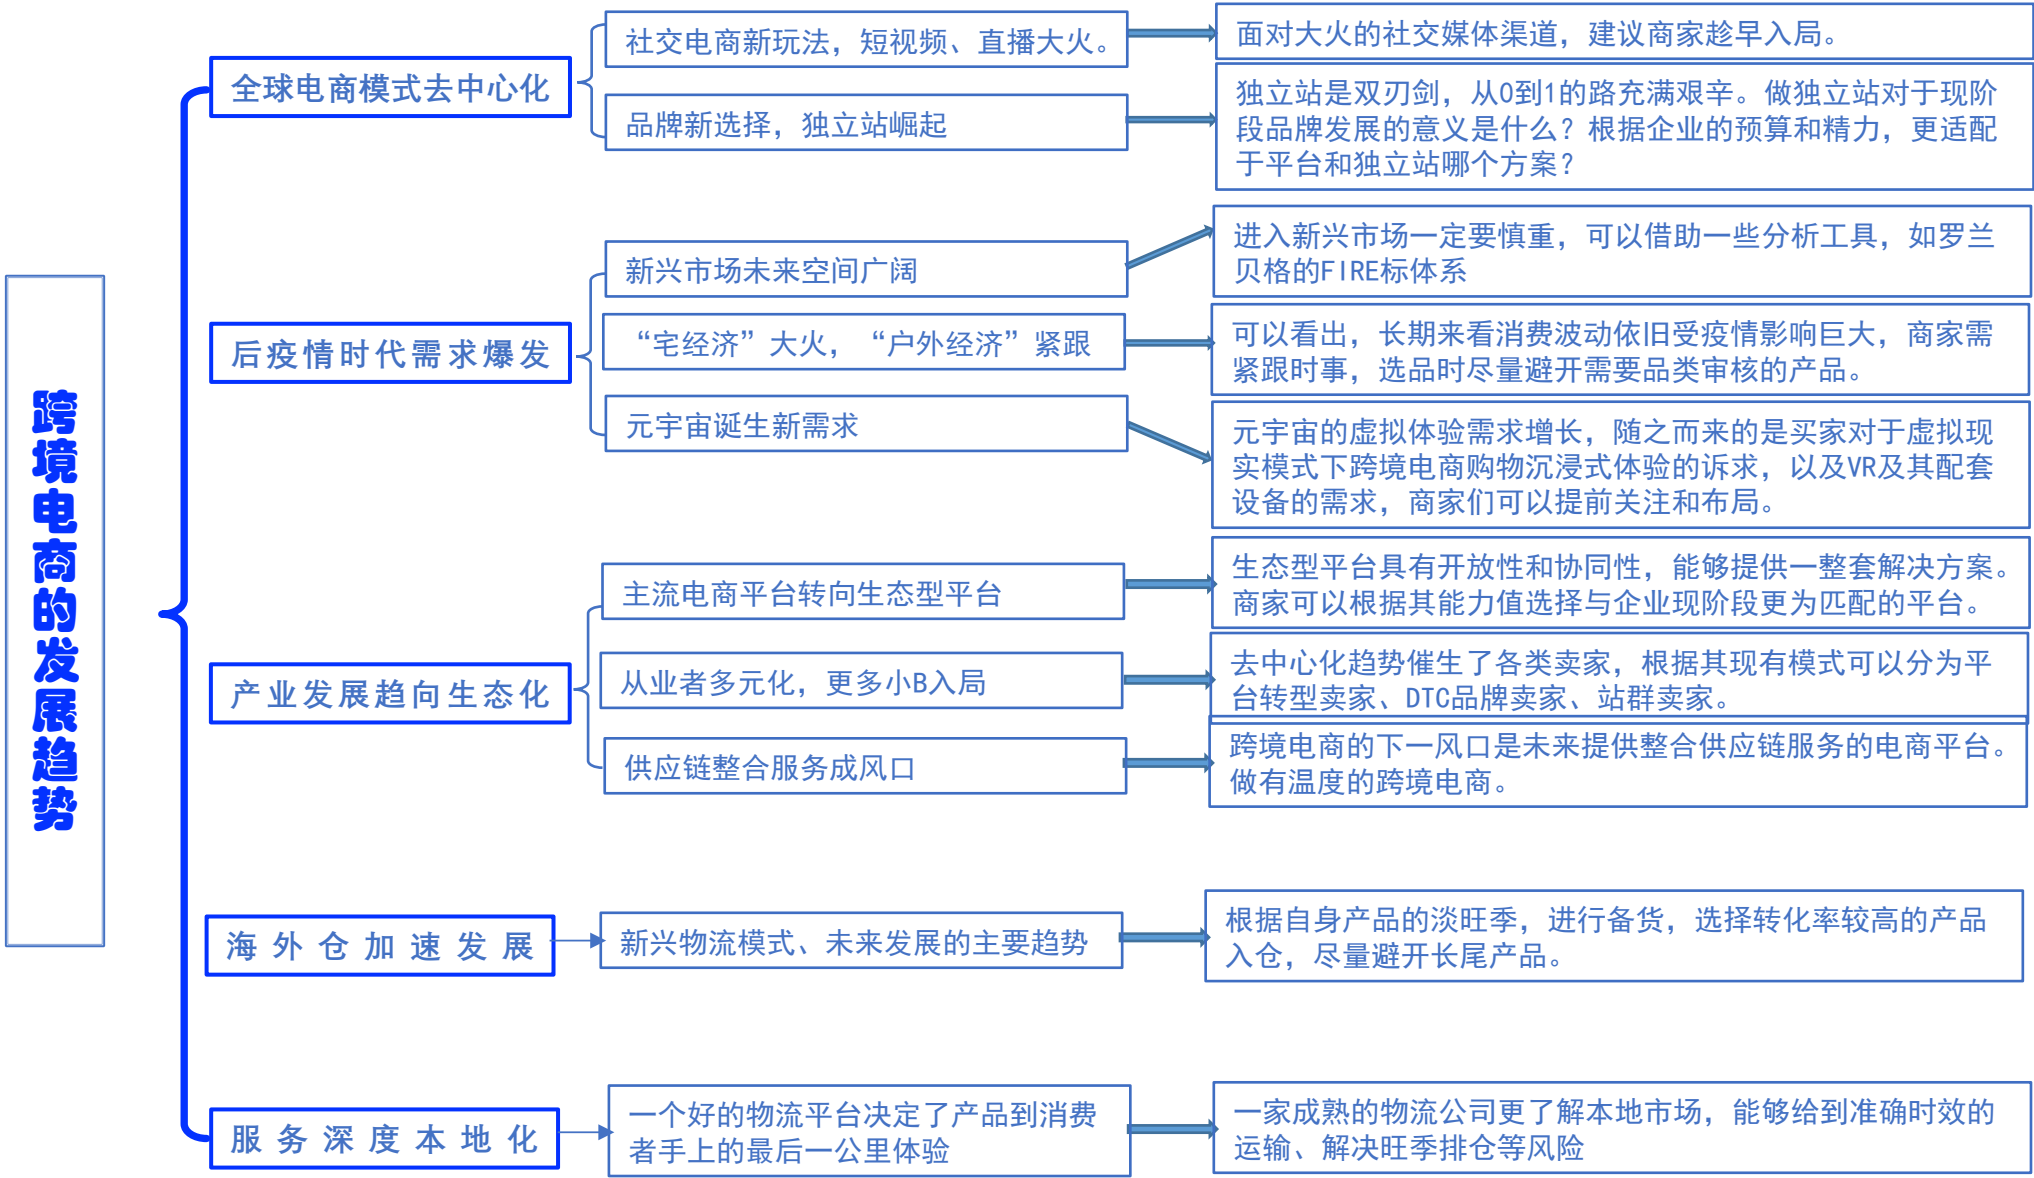 跨境电商的发展趋势
全球电商模式去中心化
社交电商新玩法，短视频、直播大火。
面对大火的社交媒体渠道，建议商家趁早入局。
品牌新选择，独立站崛起
独立站是双刃剑，从0到1的路充满艰辛。做独立站对于现阶
段品牌发展的意义是什么？根据企业的预算和精力，更适配
于平台和独立站哪个方案？
后疫情时代需求爆发
新兴市场未来空间广阔
进入新兴市场一定要慎重，可以借助一些分析工具，如罗兰
贝格的FIRE标体系
“宅经济”大火，“户外经济”紧跟
可以看出，长期来看消费波动依旧受疫情影响巨大，商家需
紧跟时事，选品时尽量避开需要品类审核的产品。
元宇宙诞生新需求
元宇宙的虚拟体验需求增长，随之而来的是买家对于虚拟现
实模式下跨境电商购物沉浸式体验的诉求，以及VR及其配套
设备的需求，商家们可以提前关注和布局。
产业发展趋向生态化
主流电商平台转向生态型平台
生态型平台具有开放性和协同性，能够提供一整套解决方案。
商家可以根据其能力值选择与企业现阶段更为匹配的平台。
从业者多元化，更多小B入局
去中心化趋势催生了各类卖家，根据其现有模式可以分为平
台转型卖家、DTC品牌卖家、站群卖家。
供应链整合服务成风口
跨境电商的下一风口是未来提供整合供应链服务的电商平台。
做有温度的跨境电商。
海外仓加速发展
新兴物流模式、未来发展的主要趋势
根据自身产品的淡旺季，进行备货，选择转化率较高的产品
入仓，尽量避开长尾产品。
服务深度本地化
一个好的物流平台决定了产品到消费
者手上的最后一公里体验
一家成熟的物流公司更了解本地市场，能够给到准确时效的
运输、解决旺季排仓等风险